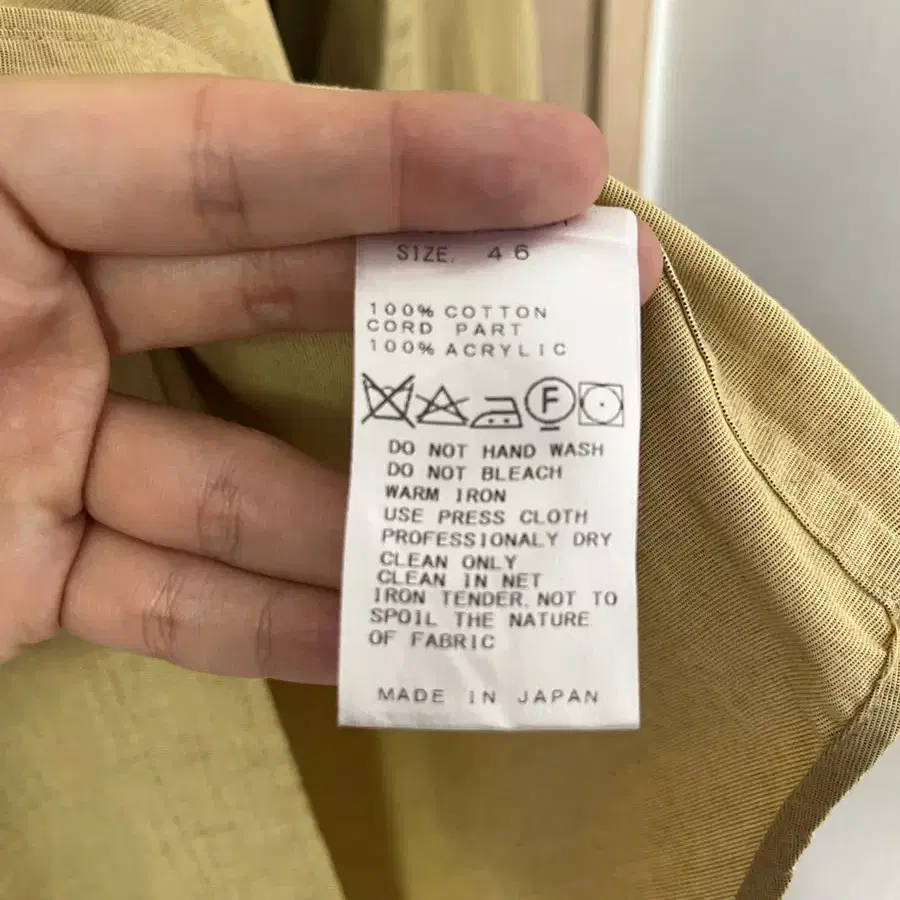 SIZE. 46
100% COTTON
CORD PART
100% ACRYLIC
F
DO NOT HAND WASH
DO NOT BLEACH
WARM IRON
USE PRESS CLOTH
PROFESSIONALY DRY
CLEAN ONLY
CLEAN IN NET
IRON TENDER. NOT TO
SPOIL THE NATURE
OF FABRIC
MADE IN JAPAN